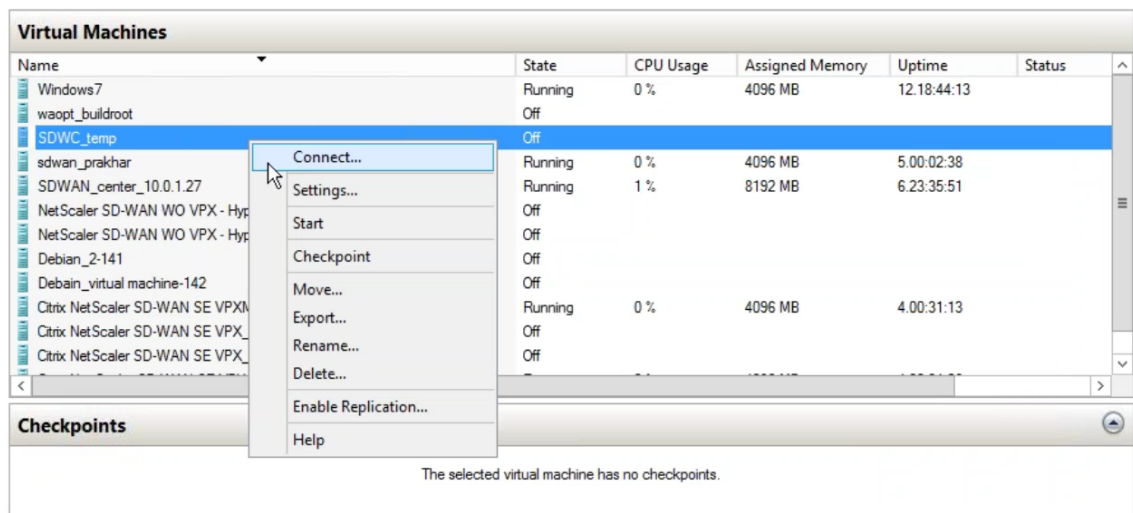 Virtual Machines
Name State CPU Usage Assigned Memory Uptime Status
Windows7 Running 0 % 4096 MB 12.18:44:13
waopt_buildroot Off
SDWC_temp Off
Connect...
sdwan_prakhar Running 0 % 4096 MB 5.00:02:38
SDWAN_center_10.0.1.27 Running 1 % 8192 MB 6.23:35:51
Settings...
NetScaler SD-WAN WO VPX - Hyp Off
Start
NetScaler SD-WAN WO VPX - Hyp Off
Debian_2-141 Off
Checkpoint
Debain_virtual machine-142 Off
Move...
Citrix NetScaler SD-WAN SE VPXM Running 0 % 4096 MB 4.00:31:13
Export...
Citrix NetScaler SD-WAN SE VPX_ Off
Rename...
Citrix NetScaler SD-WAN SE VPX_ Off
Delete...
Enable Replication...
Checkpoints
Help
The selected virtual machine has no checkpoints.